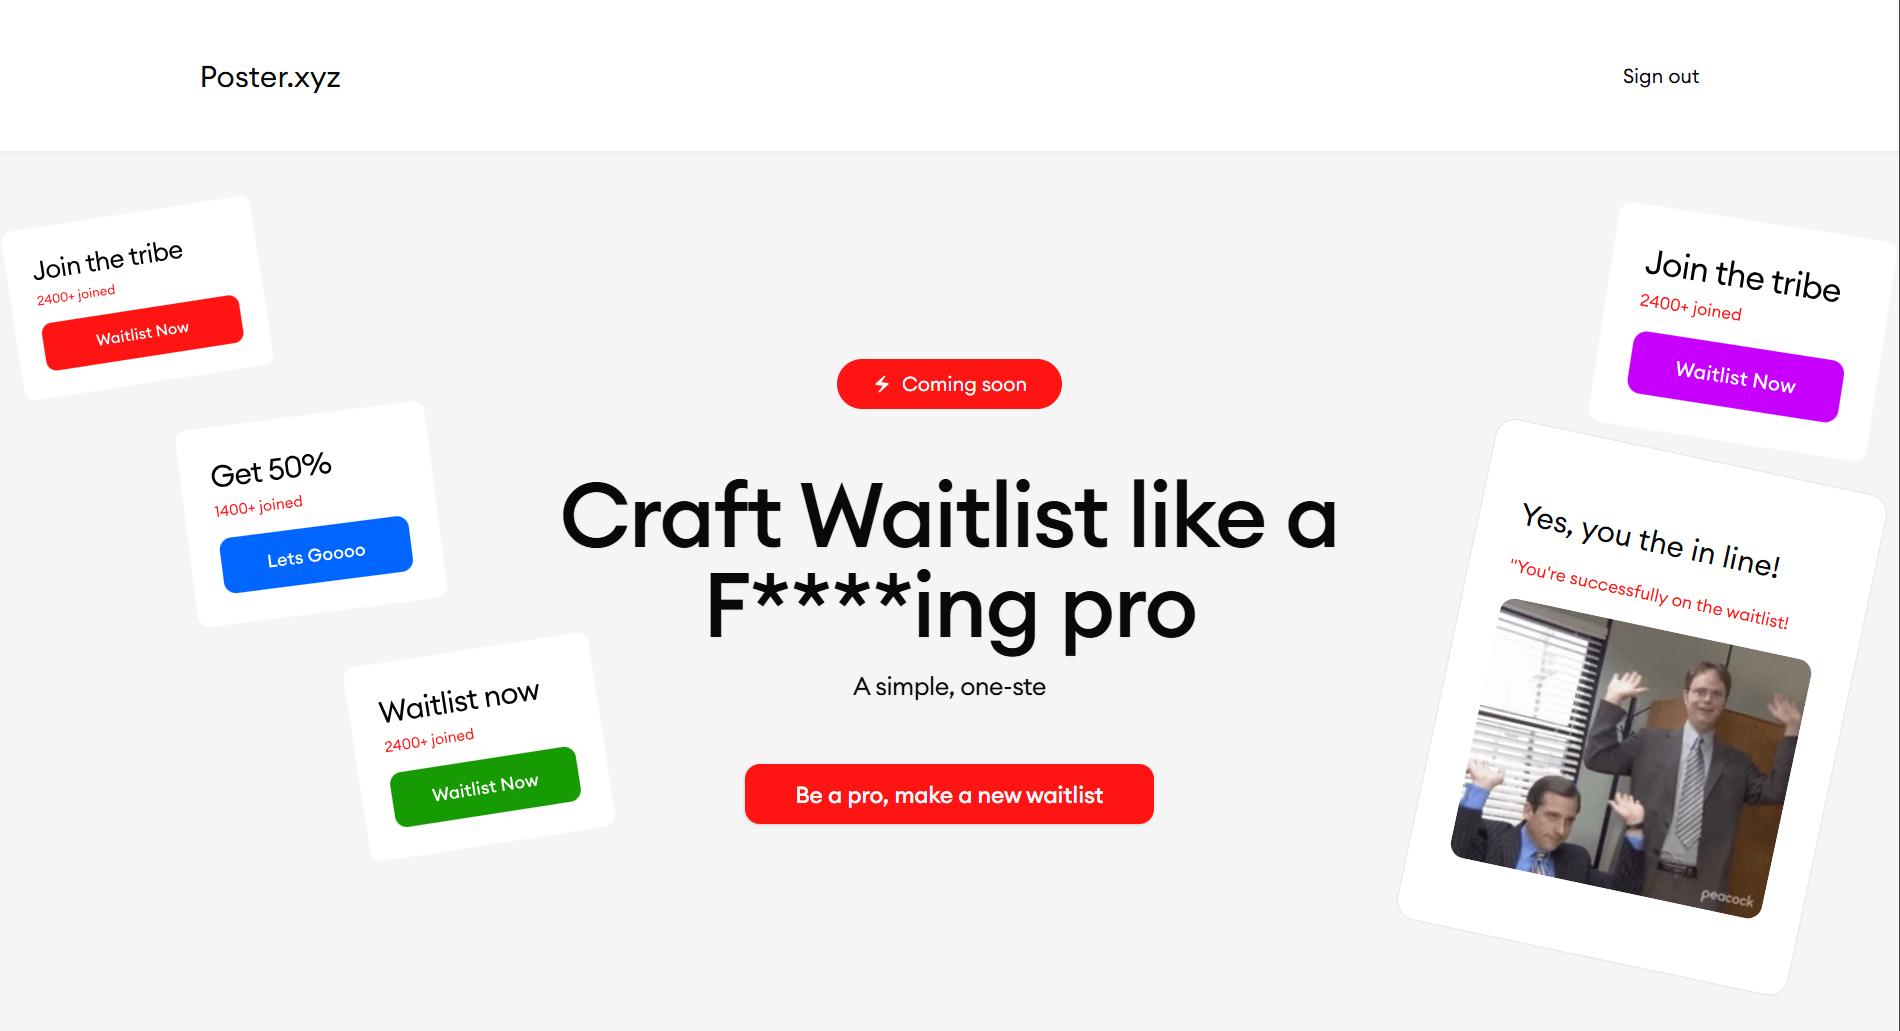 Poster.xyz
Sign out
Join the tribe
2400+ joined
Waitlist Now
Get 50%
1400+ joined
Lets Goooo
Waitlist now
2400+ joined
Waitlist Now
Coming soon
Craft Waitlist like a
F****ing pro
A simple, one-ste
Be a pro, make a new waitlist
Join the tribe
2400+ joined
Waitlist Now
Yes, you the in line!
"You're successfully on the waitlist!
peacock